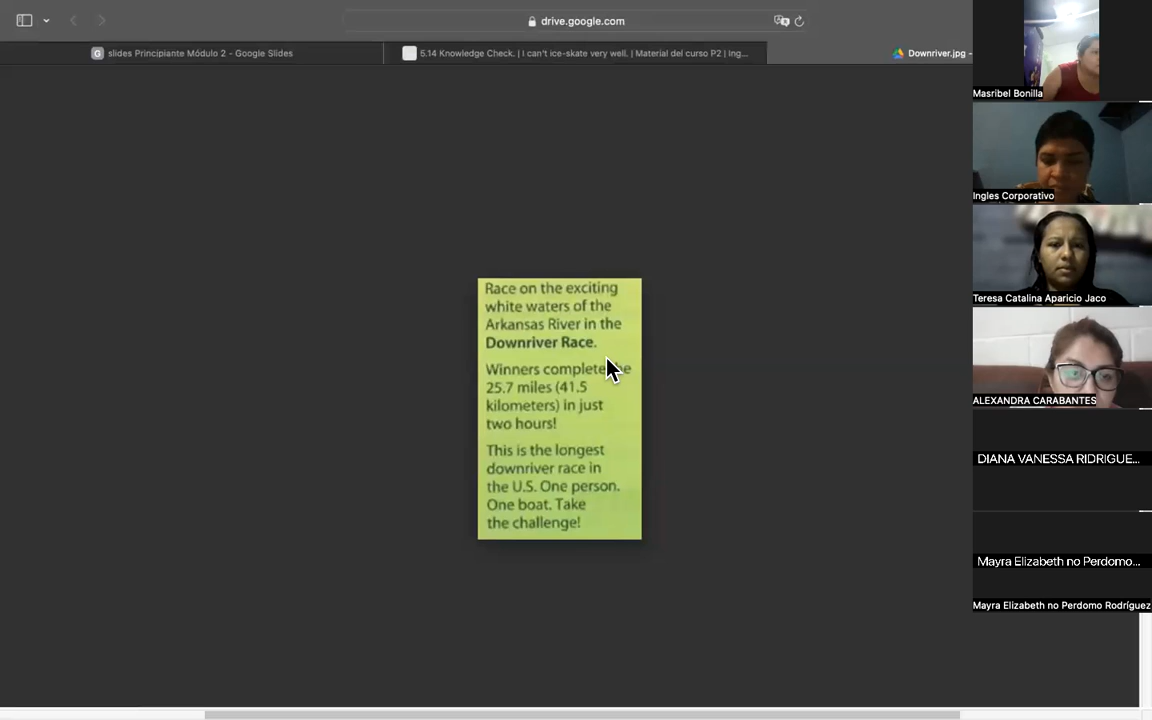 drive.google.com
slides Principiante Módulo 2 - Google Slides
5.14 Knowledge Check. | I can't ice-skate very well. | Material del curso P2 | Ing...
Downriver.jpg -
Race on the exciting
white waters of the
Arkansas River in the
Downriver Race.
Winners complete
25.7 miles (41.5
kilometers) in just
two hours!
This is the longest
downriver race in
the U.S. One person.
One boat. Take
the challenge!
Masribel Bonilla
Ingles Corporativo
Teresa Catalina Aparicio Jaco
ALEXANDRA CARABANTES
DIANA VANESSA RIDRIGUE...
Mayra Elizabeth no Perdomo...
Mayra Elizabeth no Perdomo Rodríguez